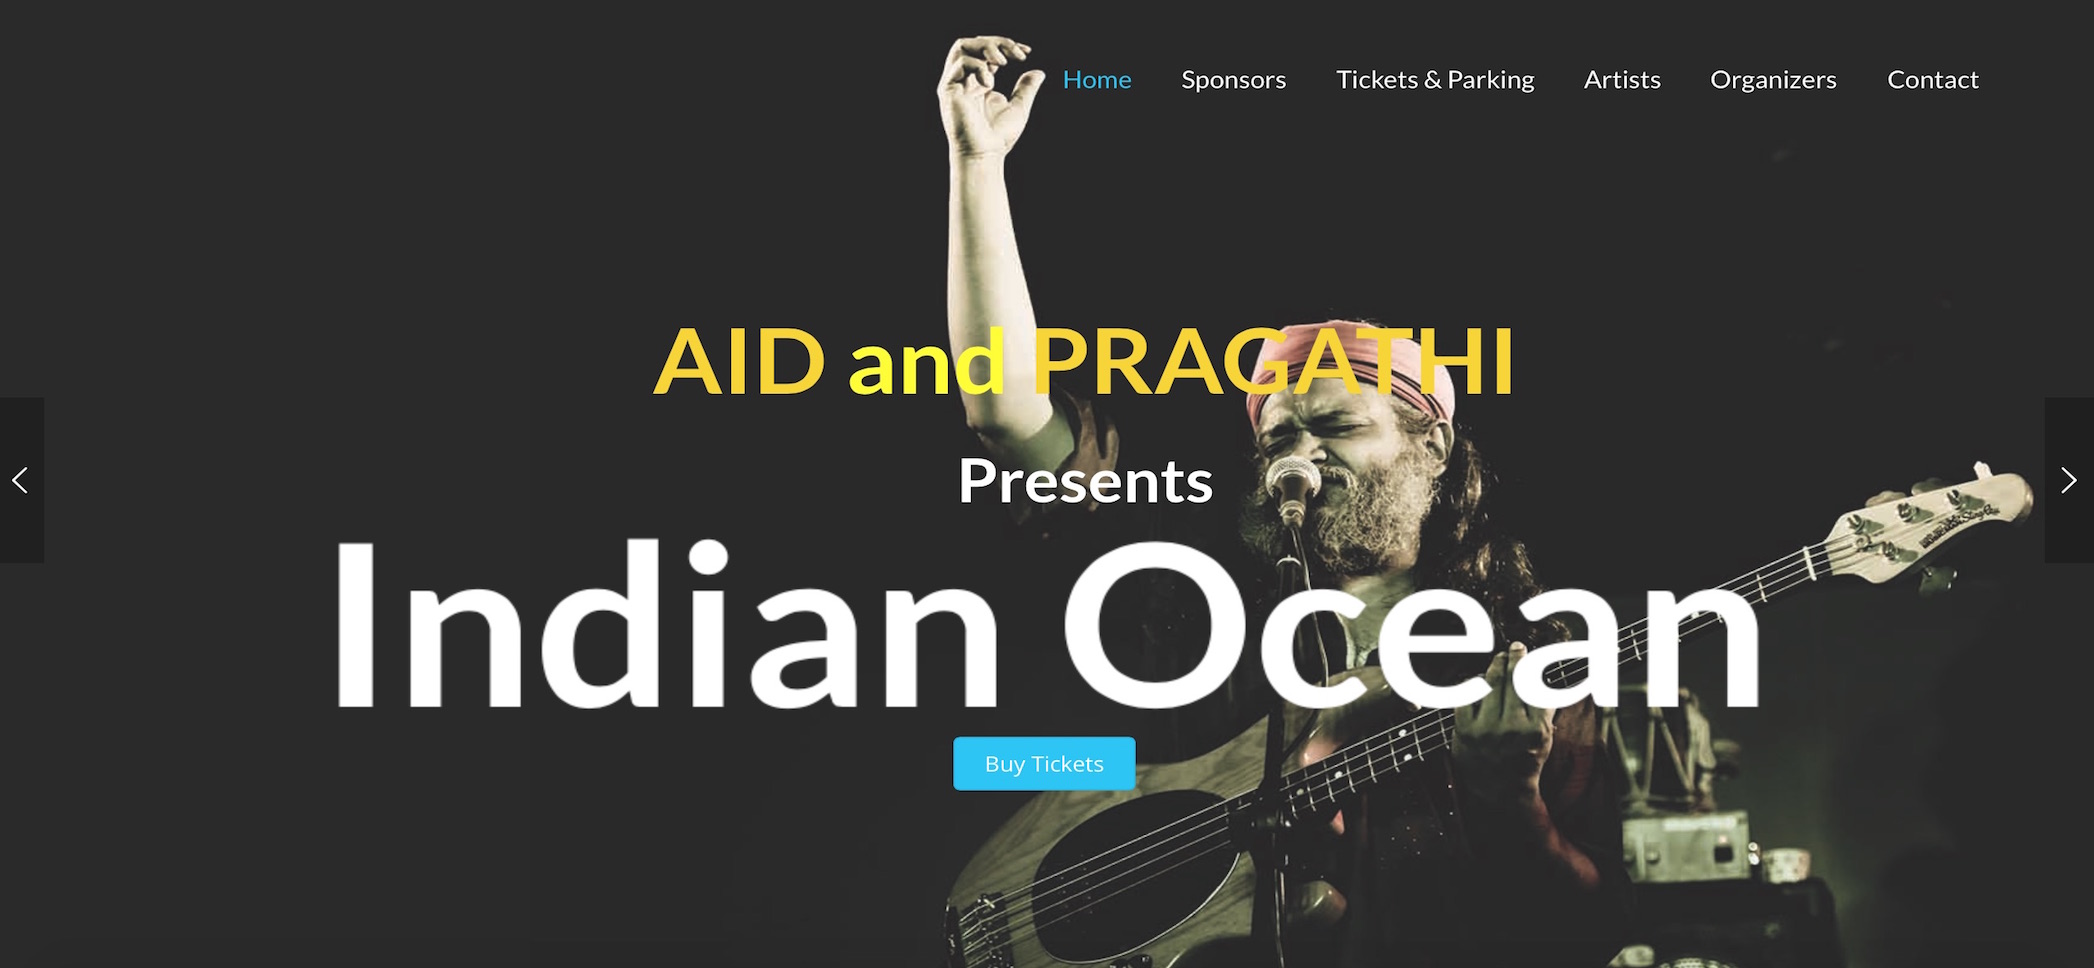 Home Sponsors Tickets & Parking Artists Organizers Contact
AID and PRAGATHI
Presents
Indian Ocean
Buy Tickets